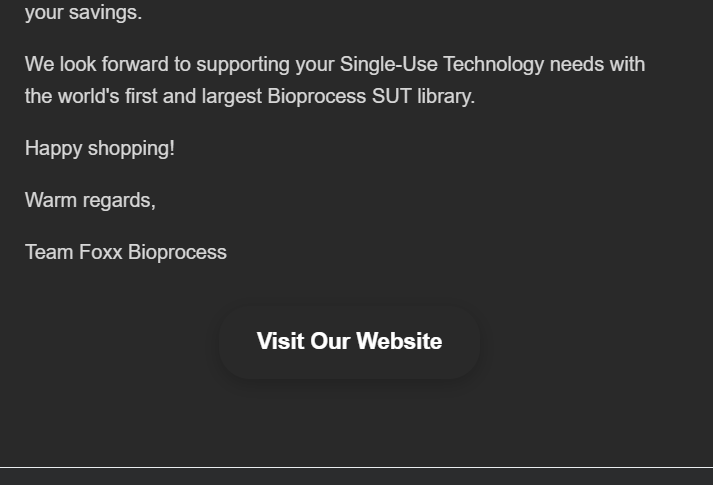 your savings.
We look forward to supporting your Single-Use Technology needs with
the world's first and largest Bioprocess SUT library.
Happy shopping!
Warm regards,
Team Foxx Bioprocess
Visit Our Website